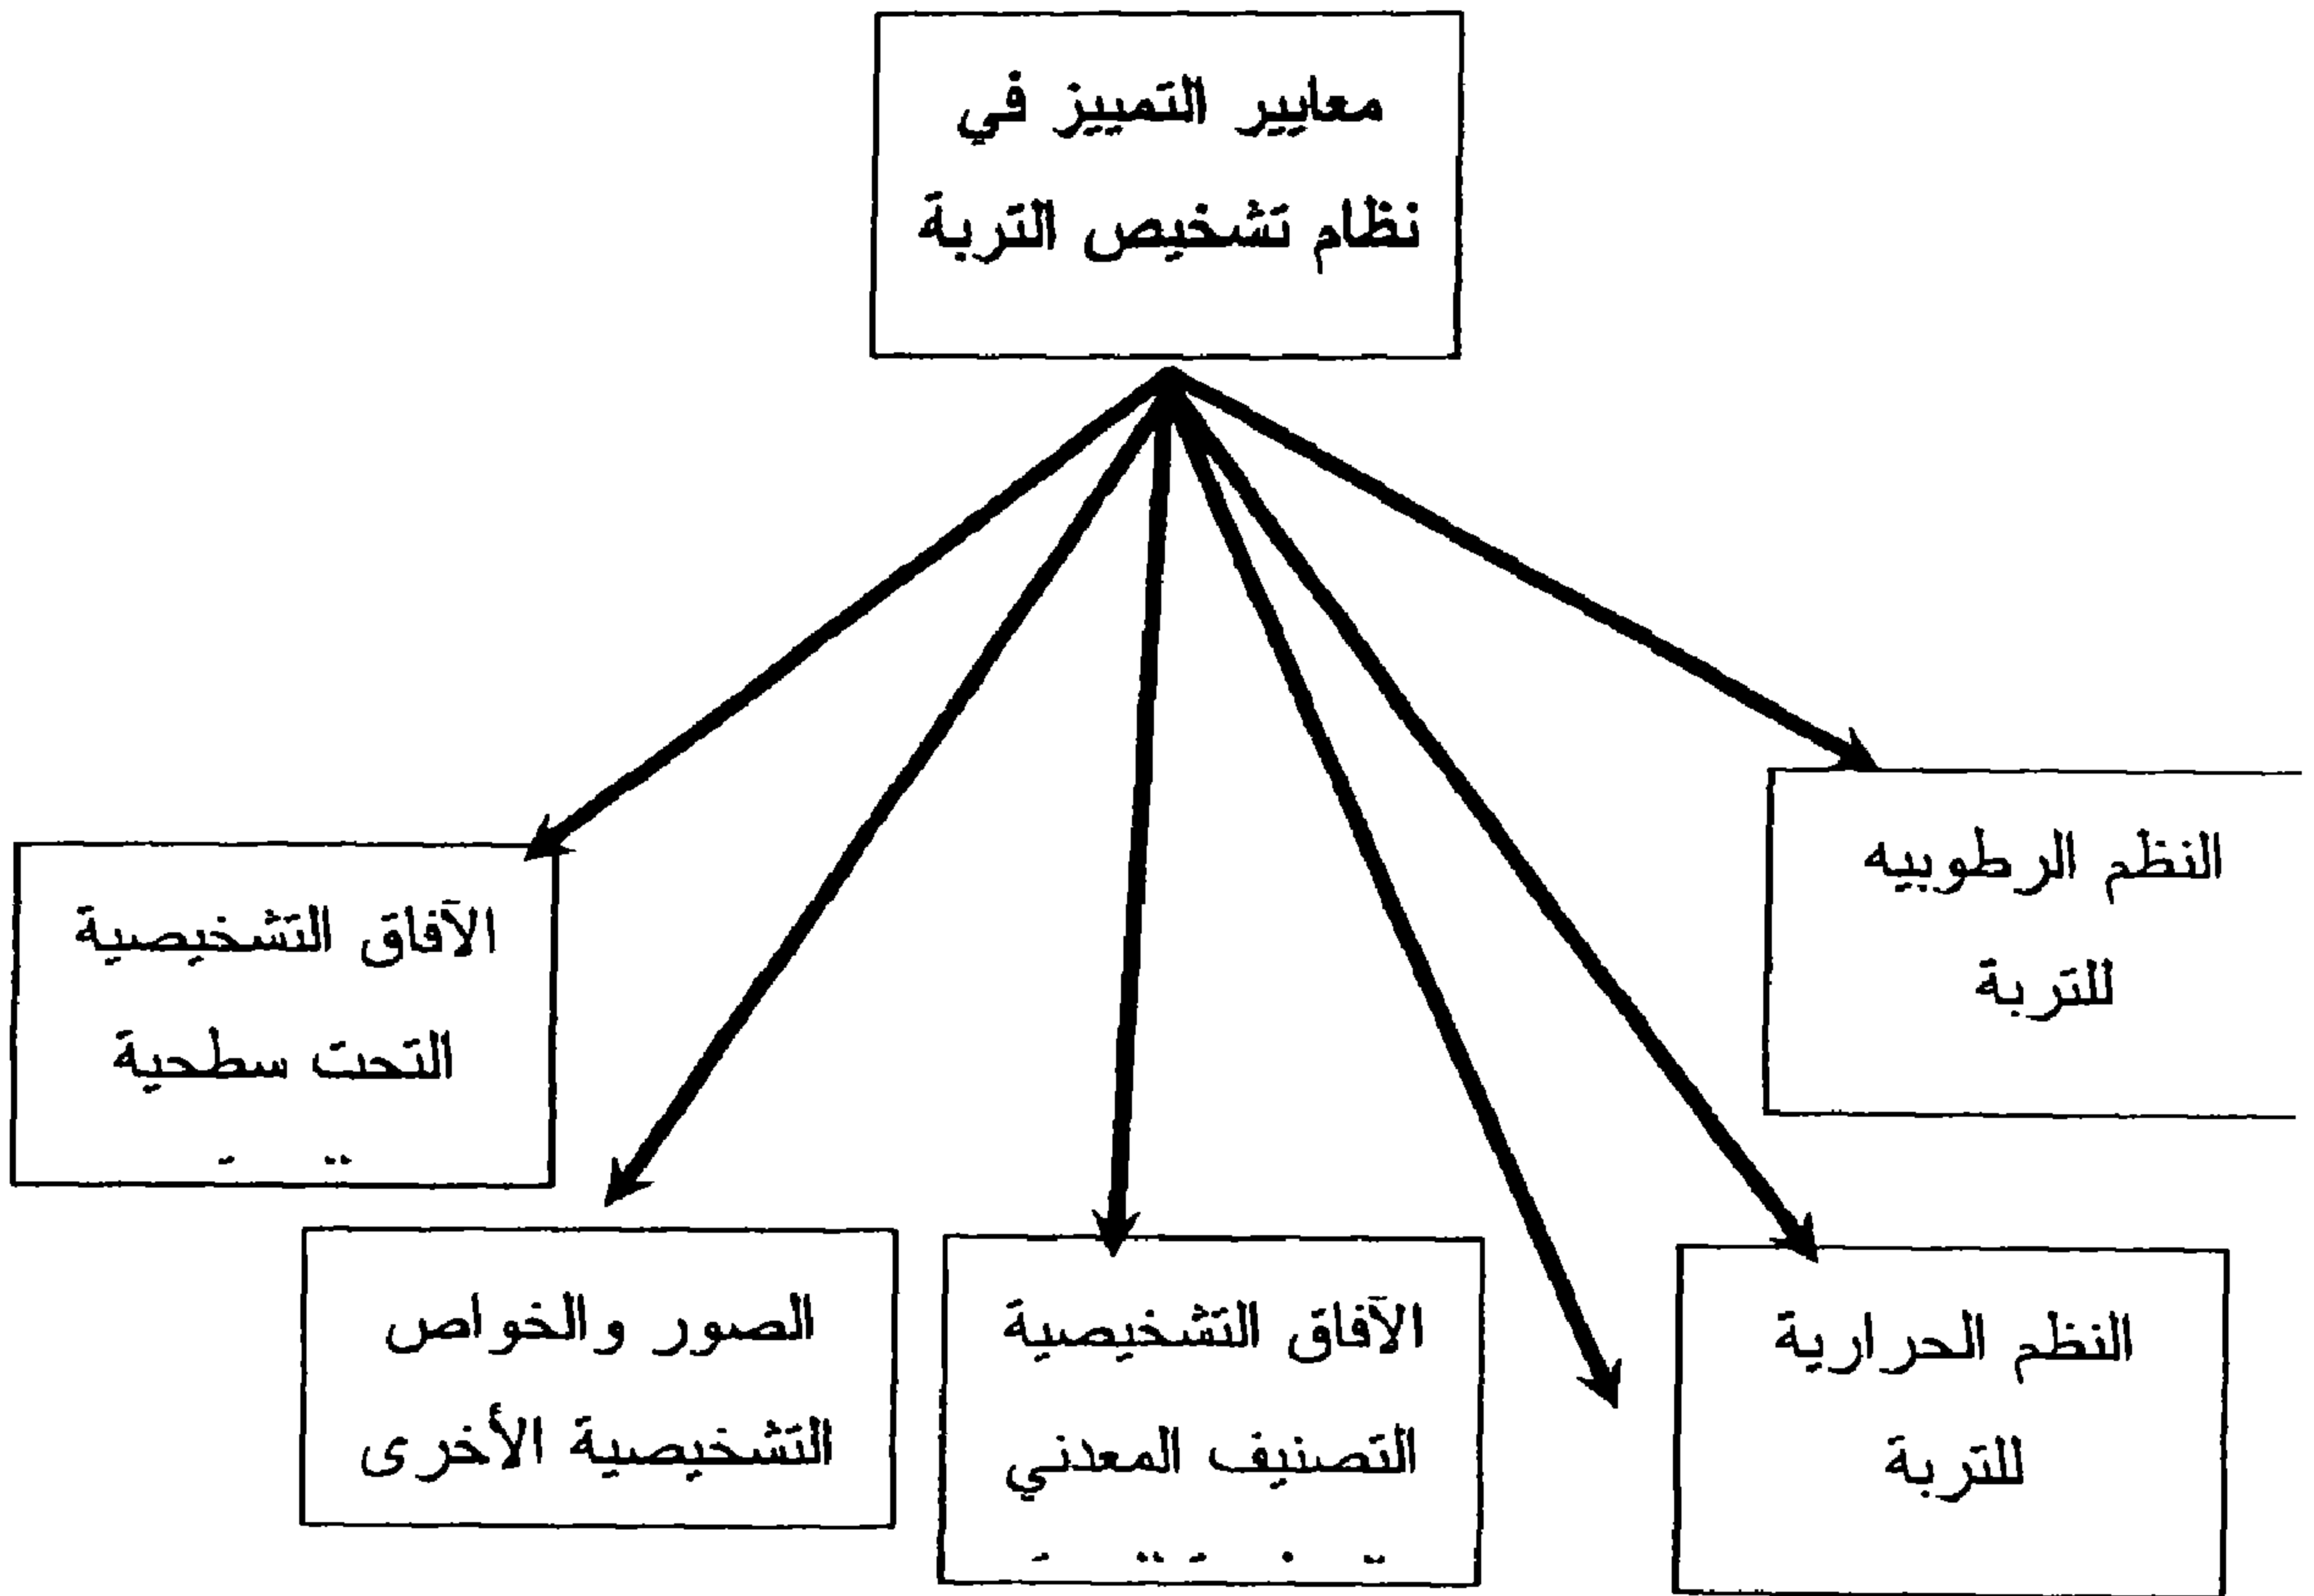 معايير التمييز في
نظام تشخيص التربة
النظم الرطوبيه
للتربة
الآفاق التشخيصية
التحت سطحية
النظم الحرارية
للتربة
الآفاق التشخيصية
التصنيف المعدني
الصور والخواص
التشخيصية الأخرى